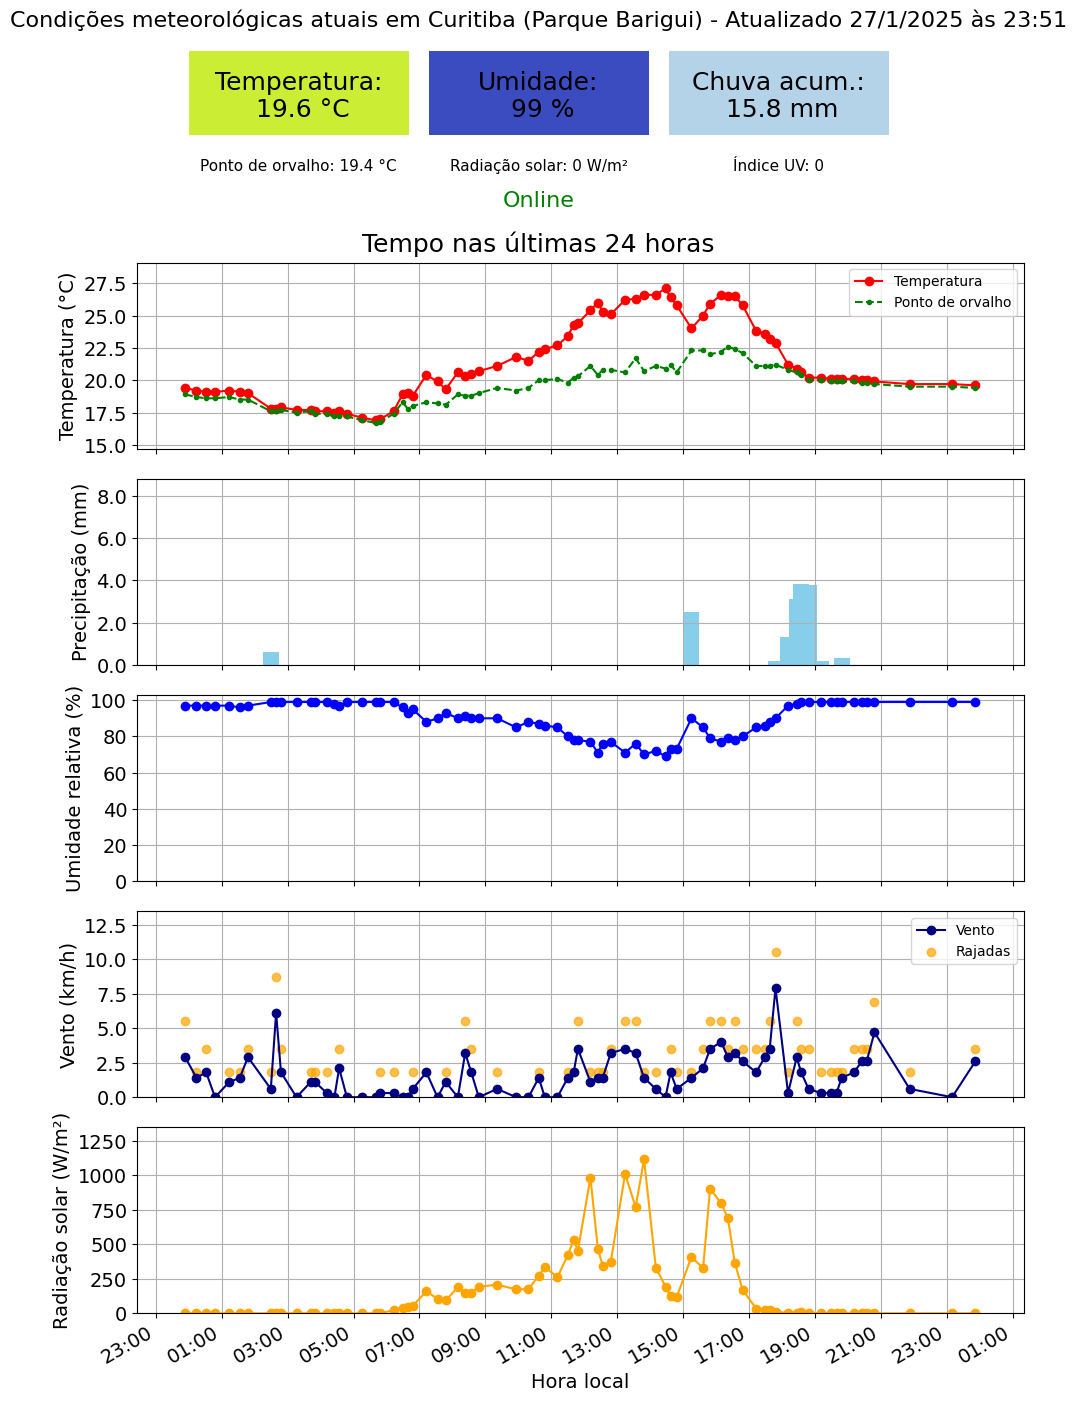 Condições meteorológicas atuais em Curitiba (Parque Barigui) - Atualizado 27/1/2025 às 23:51
Temperatura:
19.6 °C
Umidade:
99 %
Chuva acum.:
15.8 mm
Ponto de orvalho: 19.4 °C
Radiação solar: 0 W/m²
Índice UV: 0
Online
Tempo nas últimas 24 horas
Temperatura (°C)
27.5
25.0
22.5
20.0
17.5
15.0
Temperatura
Ponto de orvalho
Precipitação (mm)
8.0
6.0
4.0
2.0
0.0
Umidade relativa (%)
100
80
60
40
20
0
Vento (km/h)
12.5
10.0
7.5
5.0
2.5
0.0
Vento
Rajadas
Radiação solar (W/m²)
1250
1000
750
500
250
0
23:00 01:00 03:00 05:00 07:00 09:00 11:00 13:00 15:00 17:00 19:00 21:00 23:00 01:00
Hora local